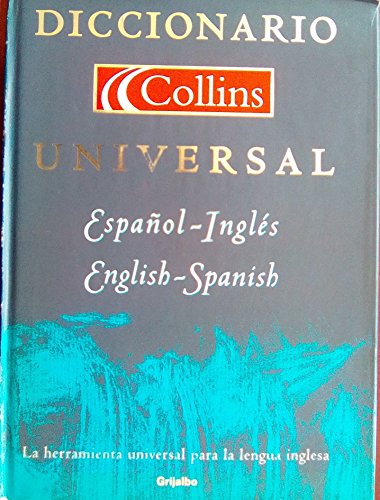 DICCIONARIO
Collins
UNIVERSAL
Español-Inglés
English-Spanish
La herramienta universal para la lengua inglesa
Grijalbo